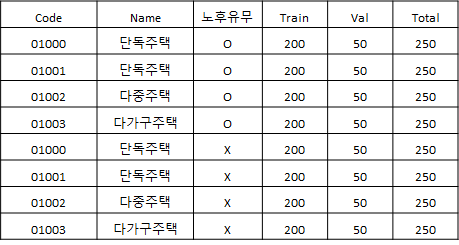 Code Name 노후유무 Train Val Total
01000 단독주택 O 200 50 250
01001 단독주택 O 200 50 250
01002 다중주택 O 200 50 250
01003 다가구주택 O 200 50 250
01000 단독주택 X 200 50 250
01001 단독주택 X 200 50 250
01002 다중주택 X 200 50 250
01003 다가구주택 X 200 50 250